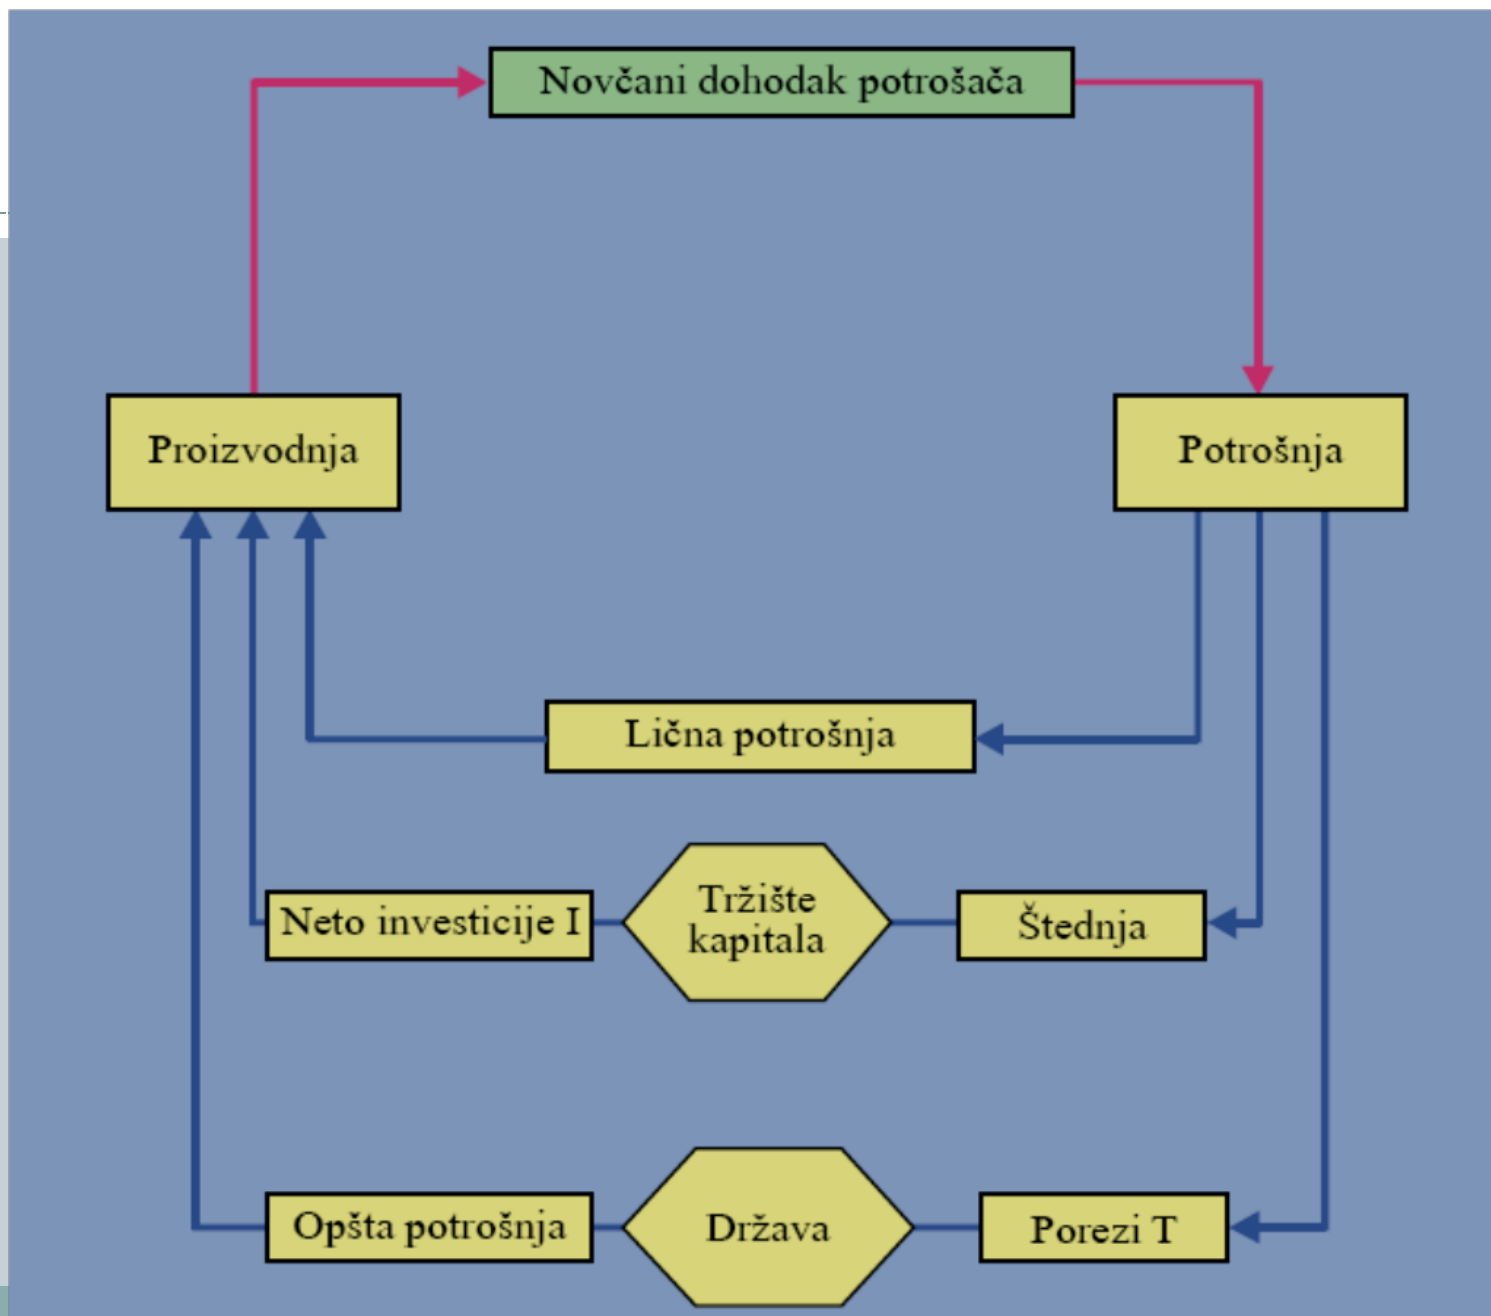 Novčani dohodak potrošača
Proizvodnja
Potrošnja
Lična potrošnja
Neto investicije I
Tržište
kapitala
Štednja
Opšta potrošnja
Država
Porezi T